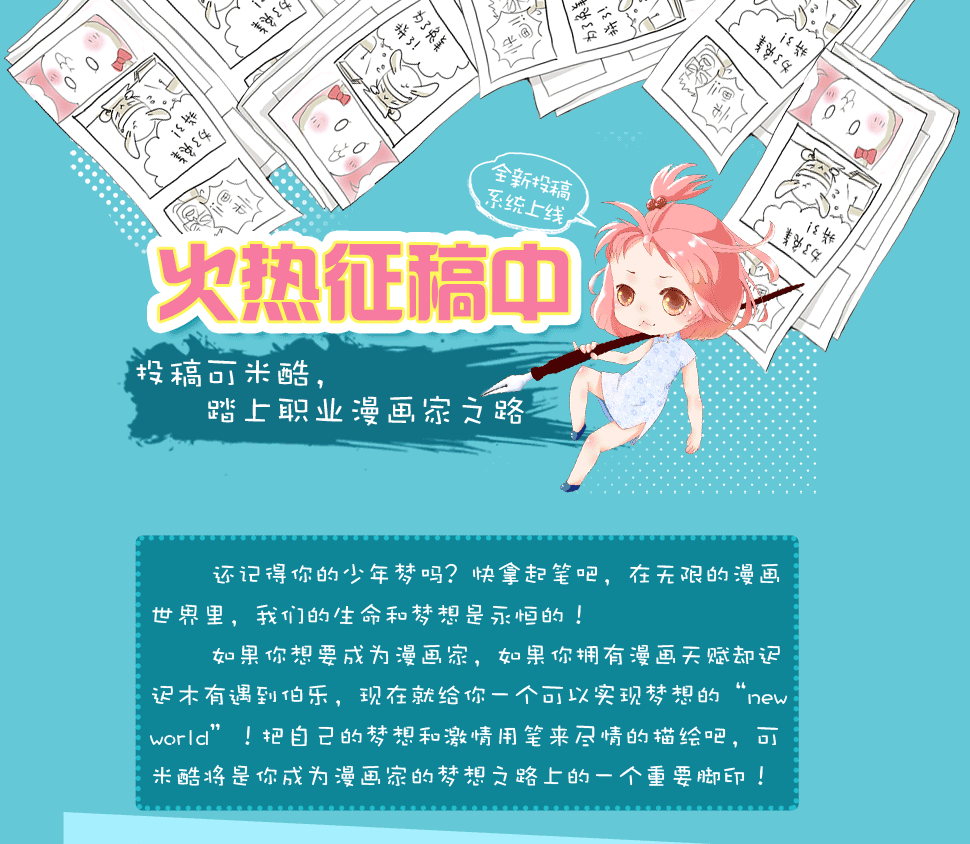 全新投稿
系统上线
火热征稿中
投稿可米酷，
踏上职业漫画家之路
还记得你的少年梦吗？快拿起笔吧，在无限的漫画
世界里，我们的生命和梦想是永恒的！
如果你想要成为漫画家，如果你拥有漫画天赋却迟
迟木有遇到伯乐，现在就给你一个可以实现梦想的“new
world”！把自己的梦想和激情用笔来尽情的描绘吧，可
米酷将是你成为漫画家的梦想之路上的一个重要脚印！